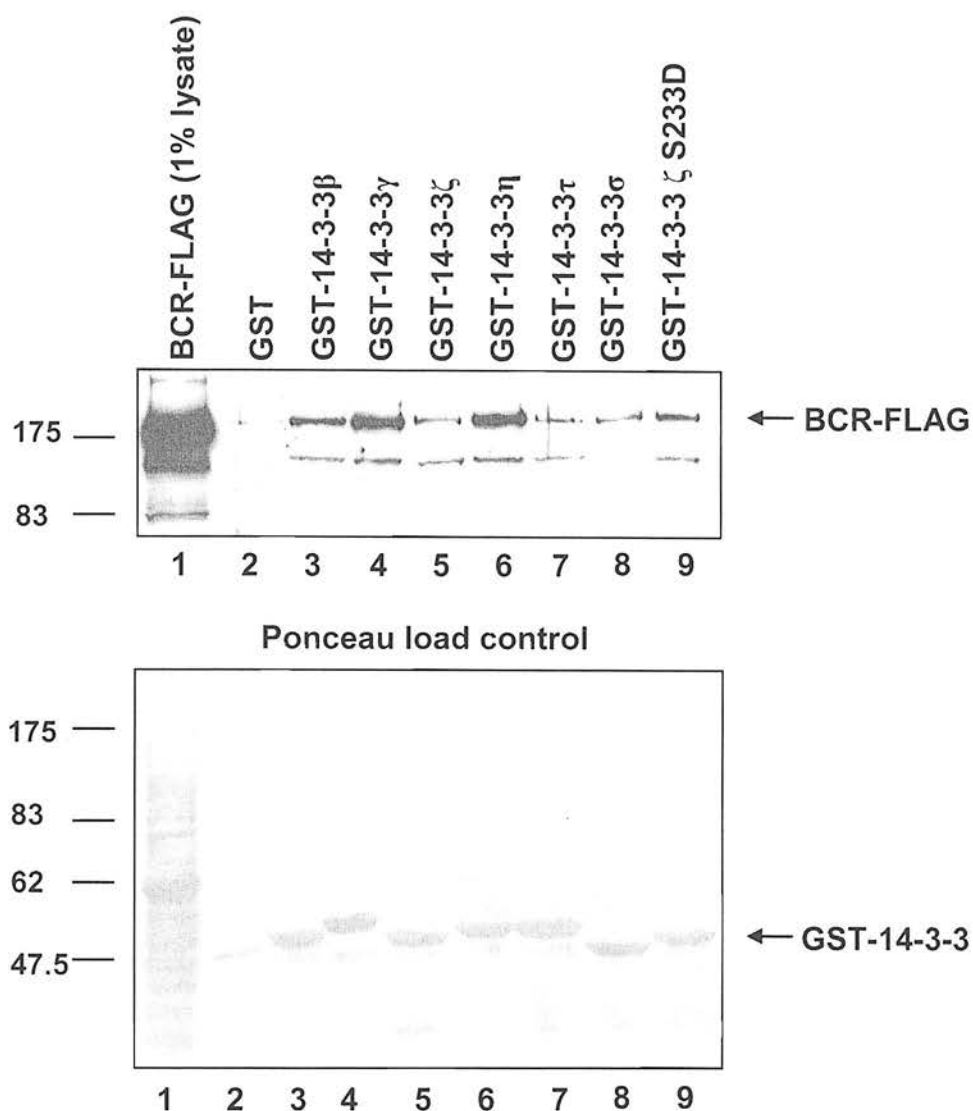 BCR-FLAG (1% lysate)
GST
GST-14-3-3β
GST-14-3-3γ
GST-14-3-3ζ
GST-14-3-3η
GST-14-3-3τ
GST-14-3-3σ
GST-14-3-3 ζ S233D
175
83
BCR-FLAG
1 2 3 4 5 6 7 8 9
Ponceau load control
175
83
62
47.5
GST-14-3-3
1 2 3 4 5 6 7 8 9